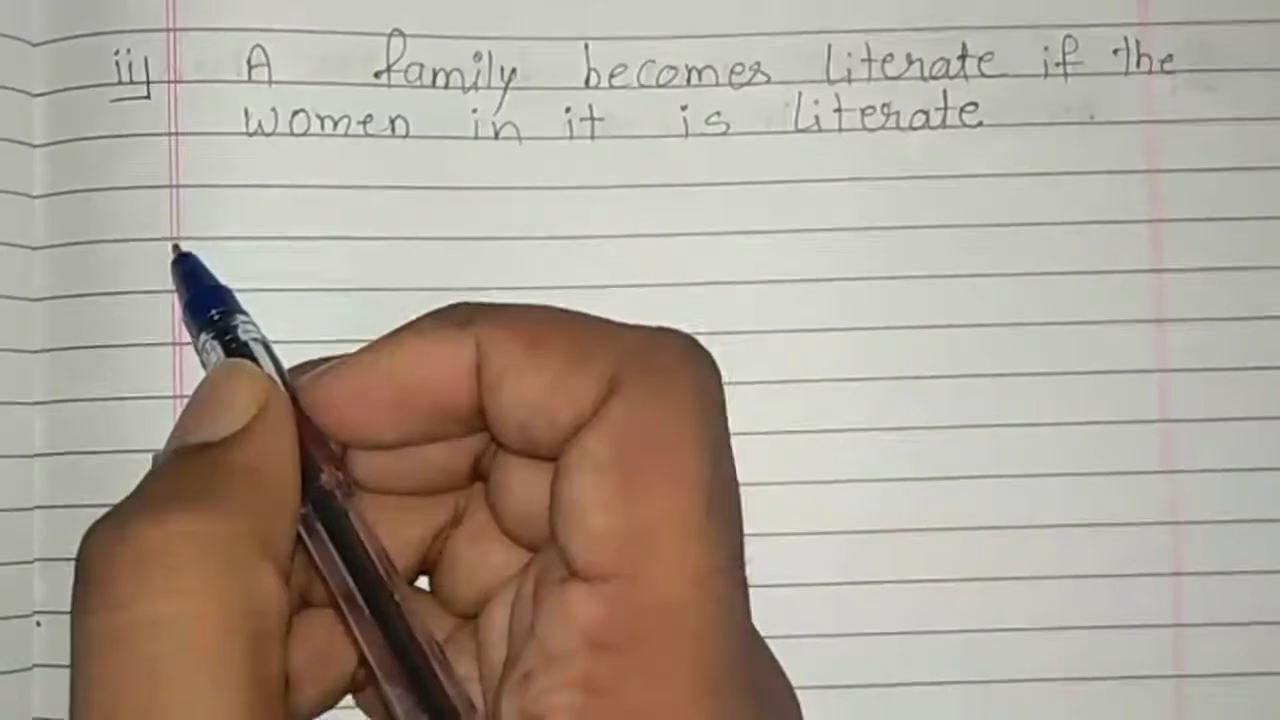 ii) A family becomes literate if the
women in it is literate